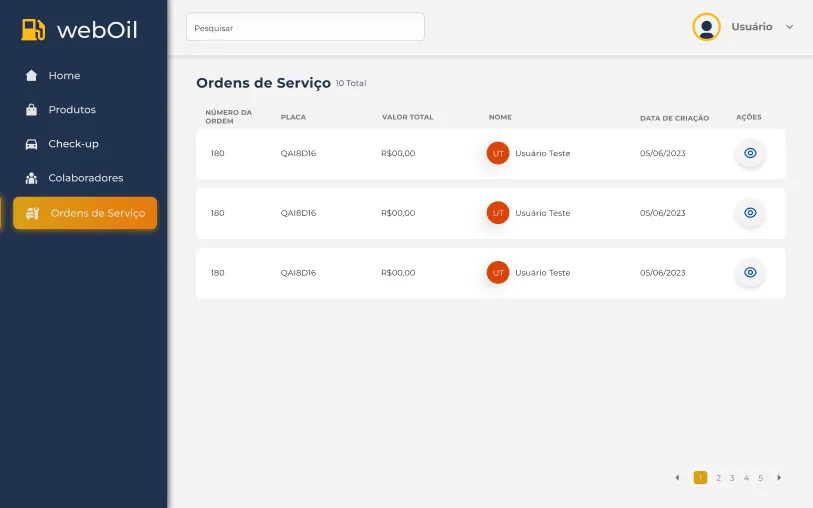 webOil
Pesquisar
Usuário
Home
Produtos
Check-up
Colaboradores
Ordens de Serviço
Ordens de Serviço 10 Total
NÚMERO DA ORDEM PLACA VALOR TOTAL NOME DATA DE CRIAÇÃO AÇÕES
180 QAI8D16 R$00,00 UT Usuário Teste 05/06/2023
180 QAI8D16 R$00,00 UT Usuário Teste 05/06/2023
180 QAI8D16 R$00,00 UT Usuário Teste 05/06/2023
1 2 3 4 5